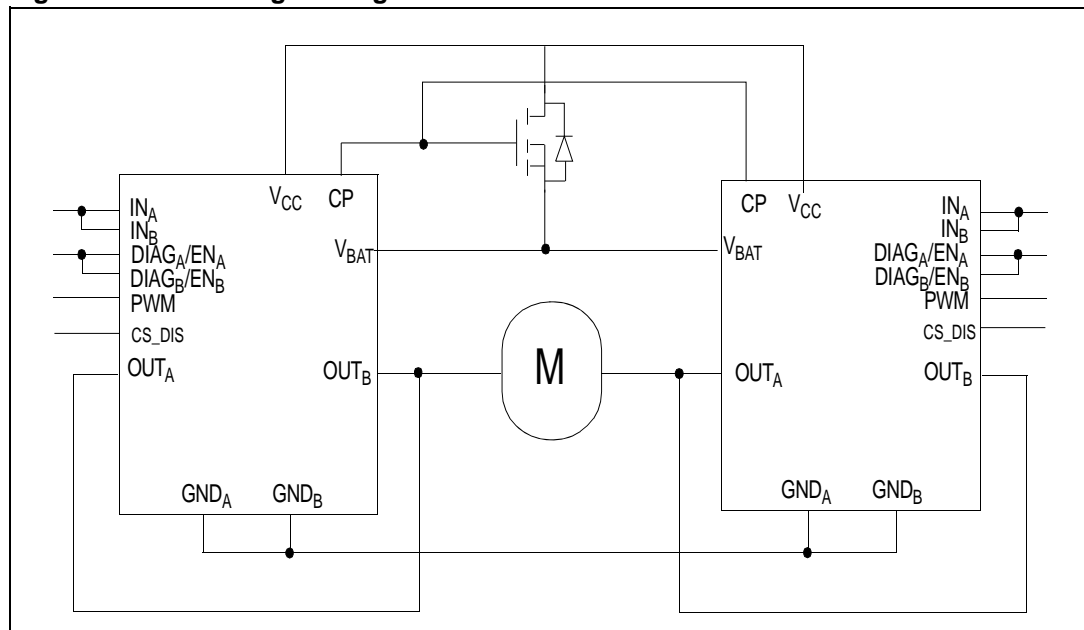 V_CC
CP
IN_A
IN_B
DIAG_A/EN_A
DIAG_B/EN_B
PWM
CS_DIS
OUT_A
V_BAT
OUT_B
GND_A
GND_B
M
CP
V_CC
V_BAT
IN_A
IN_B
DIAG_A/EN_A
DIAG_B/EN_B
PWM
CS_DIS
OUT_A
OUT_B
GND_A
GND_B